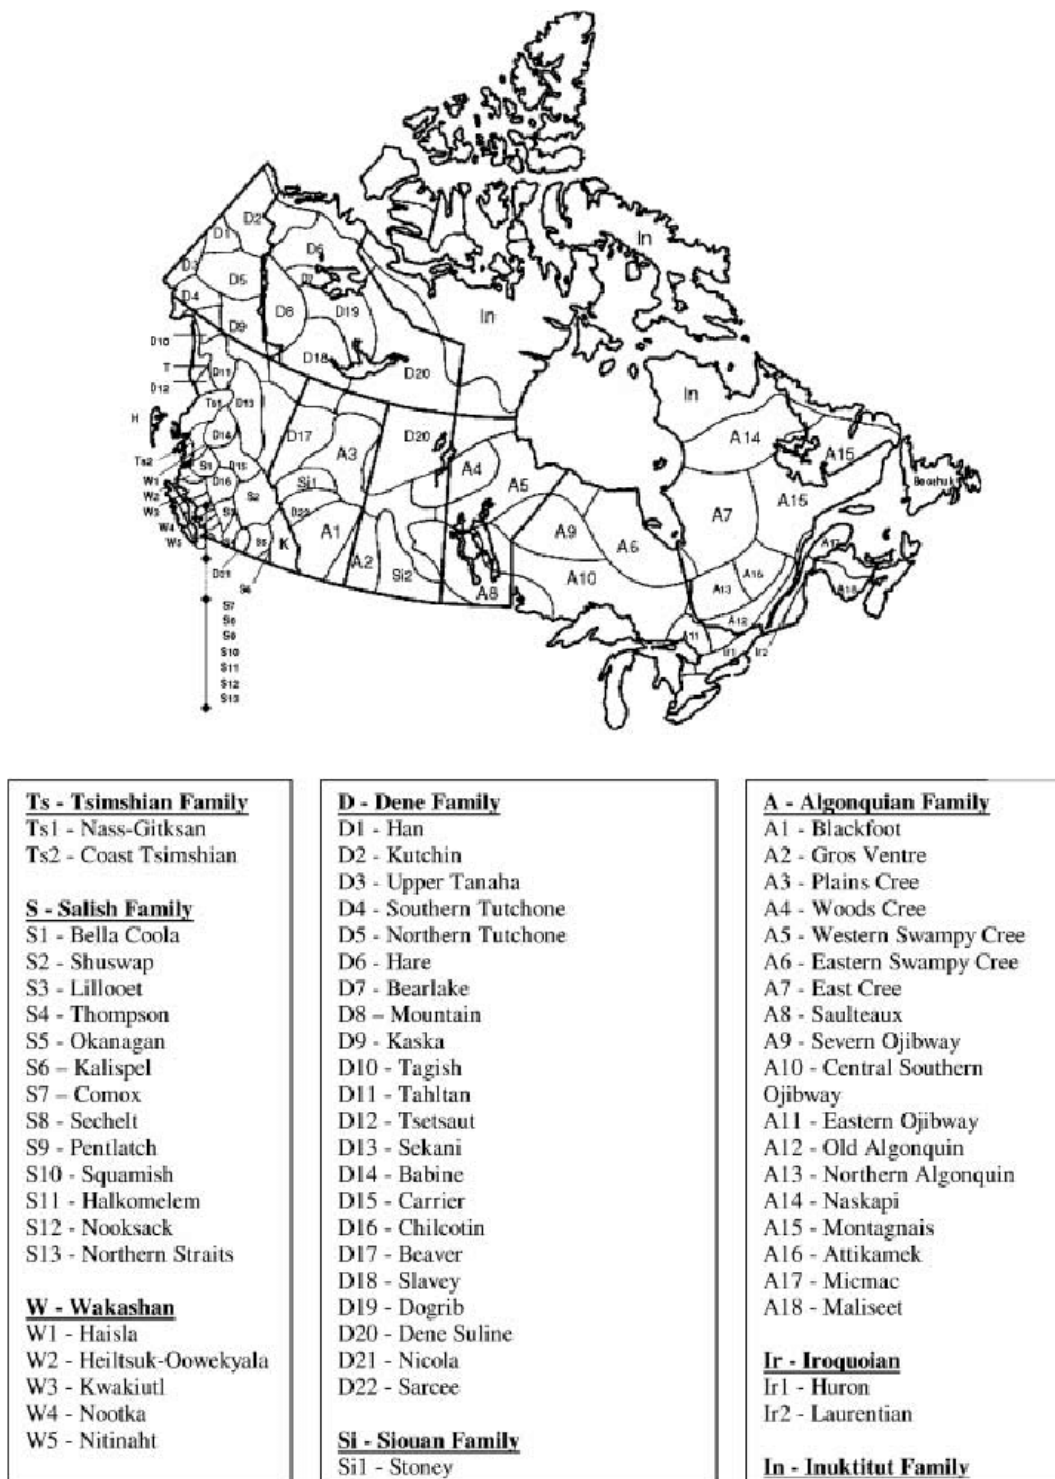 In
D2
D1
D6
D3
D5
D7
D4
D8
D19
In
D9
D10
D18
T
D11
D20
D12
Ts1
D13
In
H
D14
D17
D20
A14
A3
A15
Ts2
S1
D15
A4
Beothuk
W1
D16
Si1
A5
A15
W2
S2
W3
S3
D22
A7
W4
A1
A9
A6
A17
W5
S5
K
A2
Si2
A10
A16
D21
A13
A18
S6
A8
A12
S7
A11
S8
Ir1
Ir2
S10
S11
S12
S13
Ts - Tsimshian Family
Ts1 - Nass-Gitksan
Ts2 - Coast Tsimshian
S - Salish Family
S1 - Bella Coola
S2 - Shuswap
S3 - Lillooet
S4 - Thompson
S5 - Okanagan
S6 – Kalispel
S7 – Comox
S8 - Sechelt
S9 - Pentlatch
S10 - Squamish
S11 - Halkomelem
S12 - Nooksack
S13 - Northern Straits
W - Wakashan
W1 - Haisla
W2 - Heiltsuk-Oowekyala
W3 - Kwakiutl
W4 - Nootka
W5 - Nitinaht
D - Dene Family
D1 - Han
D2 - Kutchin
D3 - Upper Tanaha
D4 - Southern Tutchone
D5 - Northern Tutchone
D6 - Hare
D7 - Bearlake
D8 – Mountain
D9 - Kaska
D10 - Tagish
D11 - Tahltan
D12 - Tsetsaut
D13 - Sekani
D14 - Babine
D15 - Carrier
D16 - Chilcotin
D17 - Beaver
D18 - Slavey
D19 - Dogrib
D20 - Dene Suline
D21 - Nicola
D22 - Sarcee
Si - Siouan Family
Si1 - Stoney
A - Algonquian Family
A1 - Blackfoot
A2 - Gros Ventre
A3 - Plains Cree
A4 - Woods Cree
A5 - Western Swampy Cree
A6 - Eastern Swampy Cree
A7 - East Cree
A8 - Saulteaux
A9 - Severn Ojibway
A10 - Central Southern
Ojibway
A11 - Eastern Ojibway
A12 - Old Algonquin
A13 - Northern Algonquin
A14 - Naskapi
A15 - Montagnais
A16 - Attikamek
A17 - Micmac
A18 - Maliseet
Ir - Iroquoian
Ir1 - Huron
Ir2 - Laurentian
In - Inuktitut Family